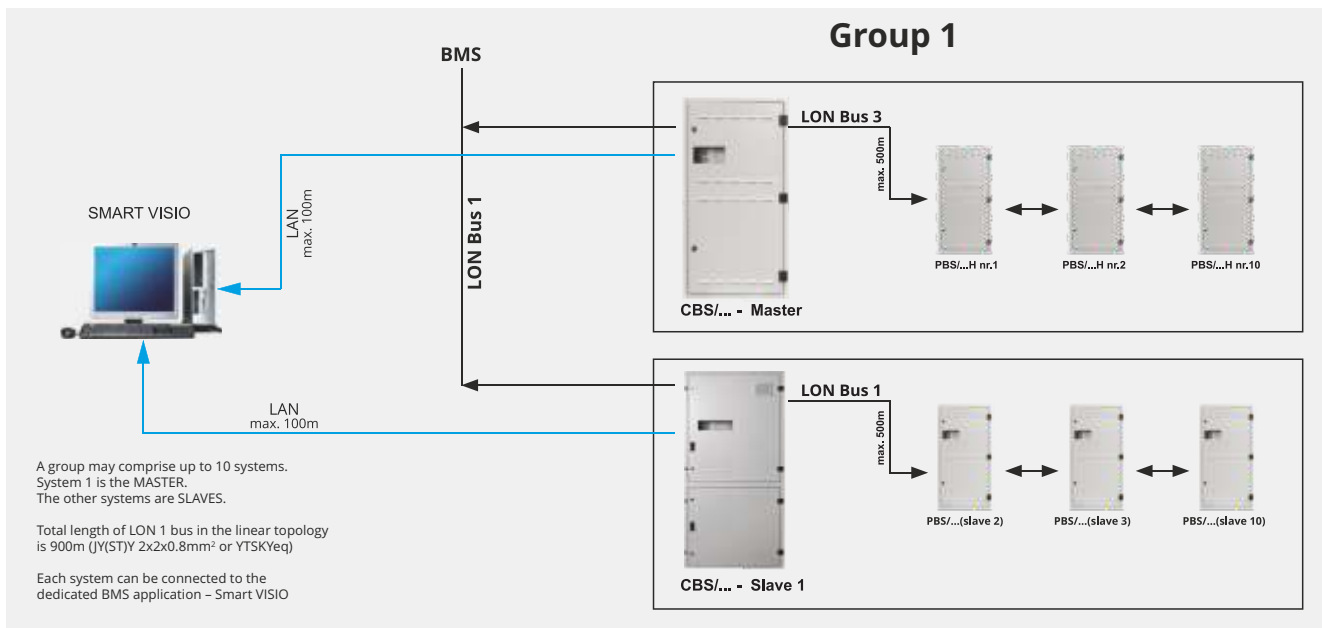 Group 1
BMS
LON Bus 3
max. 500m
PBS/...H nr.1
PBS/...H nr.2
PBS/...H nr.10
CBS/... - Master
LAN
max. 100m
LON Bus 1
SMART VISIO
LAN
max. 100m
LON Bus 1
max. 500m
PBS/...(slave 2)
PBS/...(slave 3)
PBS/...(slave 10)
CBS/... - Slave 1
A group may comprise up to 10 systems.
System 1 is the MASTER.
The other systems are SLAVES.
Total length of LON 1 bus in the linear topology
is 900m (JY(ST)Y 2x2x0.8mm² or YTSKYeq)
Each system can be connected to the
dedicated BMS application – Smart VISIO